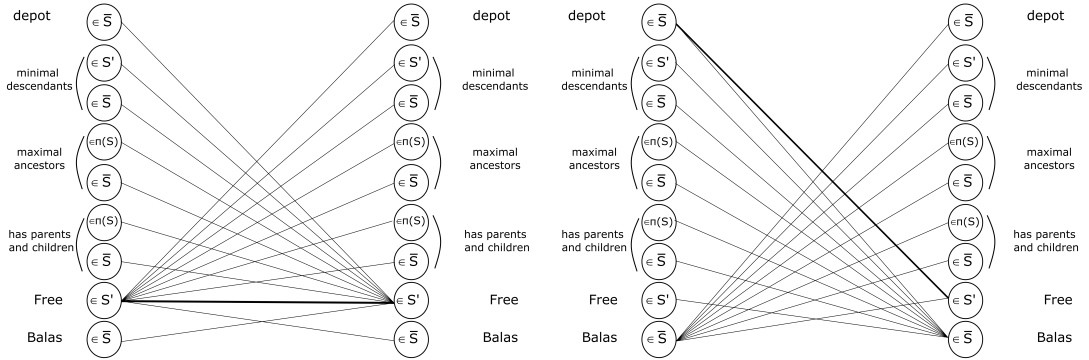 depot
∈ S̅
∈ S̅
depot
minimal
descendants
∈ S'
∈ S̅
∈ S'
∈ S̅
minimal
descendants
maximal
ancestors
∈π(S)
∈ S̅
∈π(S)
∈ S̅
maximal
ancestors
has parents
and children
∈π(S)
∈ S̅
∈π(S)
∈ S̅
has parents
and children
Free
∈ S'
∈ S'
Free
Balas
∈ S̅
∈ S̅
Balas
depot
∈ S̅
∈ S̅
depot
minimal
descendants
∈ S'
∈ S̅
∈ S'
∈ S̅
minimal
descendants
maximal
ancestors
∈π(S)
∈ S̅
∈π(S)
∈ S̅
maximal
ancestors
has parents
and children
∈π(S)
∈ S̅
∈π(S)
∈ S̅
has parents
and children
Free
∈ S'
∈ S'
Free
Balas
∈ S̅
∈ S̅
Balas